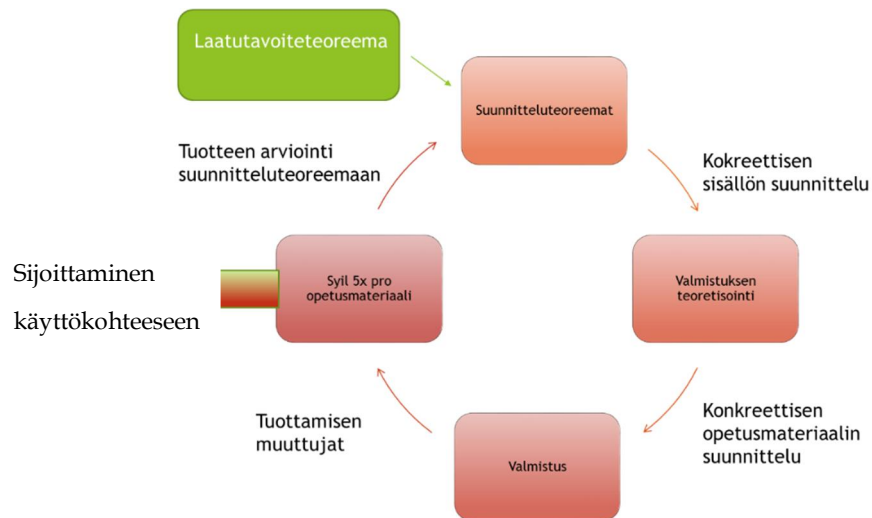 Laatutavoiteteoreema
Suunnitteluteoreemat
Tuotteen arviointi
suunnitteluteoreemaan
Kokreettisen
sisällön suunnittelu
Sijoittaminen
käyttökohteeseen
Syil 5x pro
opetusmateriaali
Valmistuksen
teoretisointi
Tuottamisen
muuttujat
Valmistus
Konkreettisen
opetusmateriaalin
suunnittelu